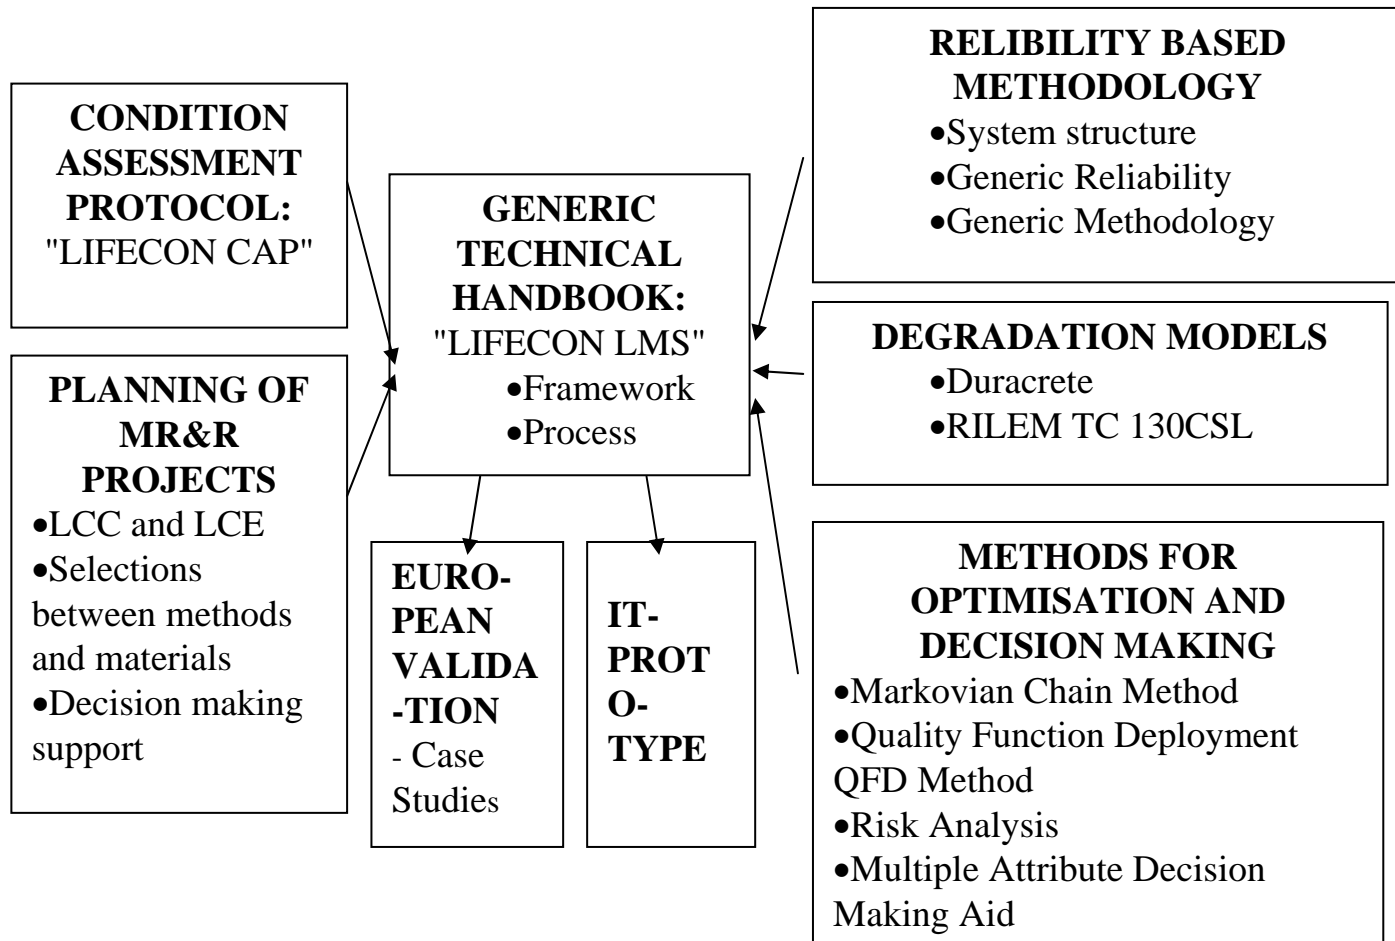 CONDITION
ASSESSMENT
PROTOCOL:
"LIFECON CAP"
PLANNING OF
MR&R
PROJECTS
•LCC and LCE
•Selections
between methods
and materials
•Decision making
support
GENERIC
TECHNICAL
HANDBOOK:
"LIFECON LMS"
•Framework
•Process
EURO-
PEAN
VALIDA
-TION
- Case
Studies
IT-
PROT
O-
TYPE
RELIBILITY BASED
METHODOLOGY
•System structure
•Generic Reliability
•Generic Methodology
DEGRADATION MODELS
•Duracrete
•RILEM TC 130CSL
METHODS FOR
OPTIMISATION AND
DECISION MAKING
•Markovian Chain Method
•Quality Function Deployment
QFD Method
•Risk Analysis
•Multiple Attribute Decision
Making Aid